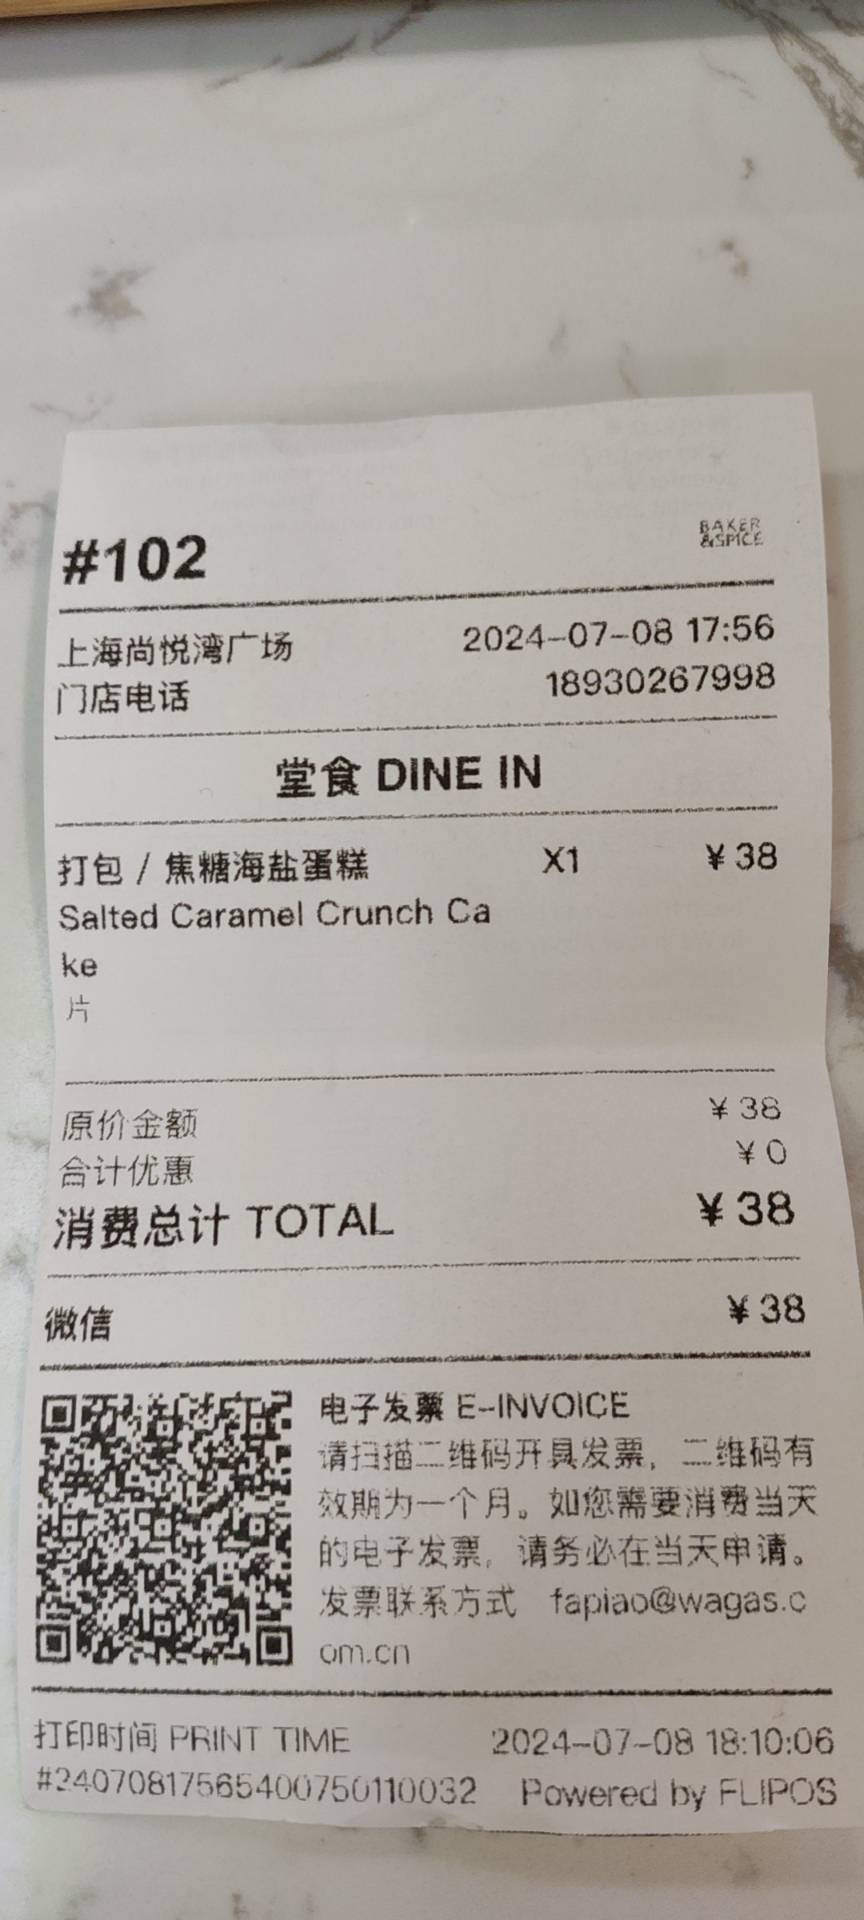 #102
BAKER
&SPICE
上海尚悦湾广场 2024-07-08 17:56
门店电话 18930267998
堂食 DINE IN
打包 / 焦糖海盐蛋糕 X1 ¥38
Salted Caramel Crunch Ca
ke
片
原价金额 ¥38
合计优惠 ¥0
消费总计 TOTAL ¥38
微信 ¥38
电子发票 E-INVOICE
请扫描二维码开具发票，二维码有
效期为一个月。如您需要消费当天
的电子发票，请务必在当天申请。
发票联系方式 fapiao@wagas.c
om.cn
打印时间 PRINT TIME 2024-07-08 18:10:06
#24070817565400750110032 Powered by FLIPOS